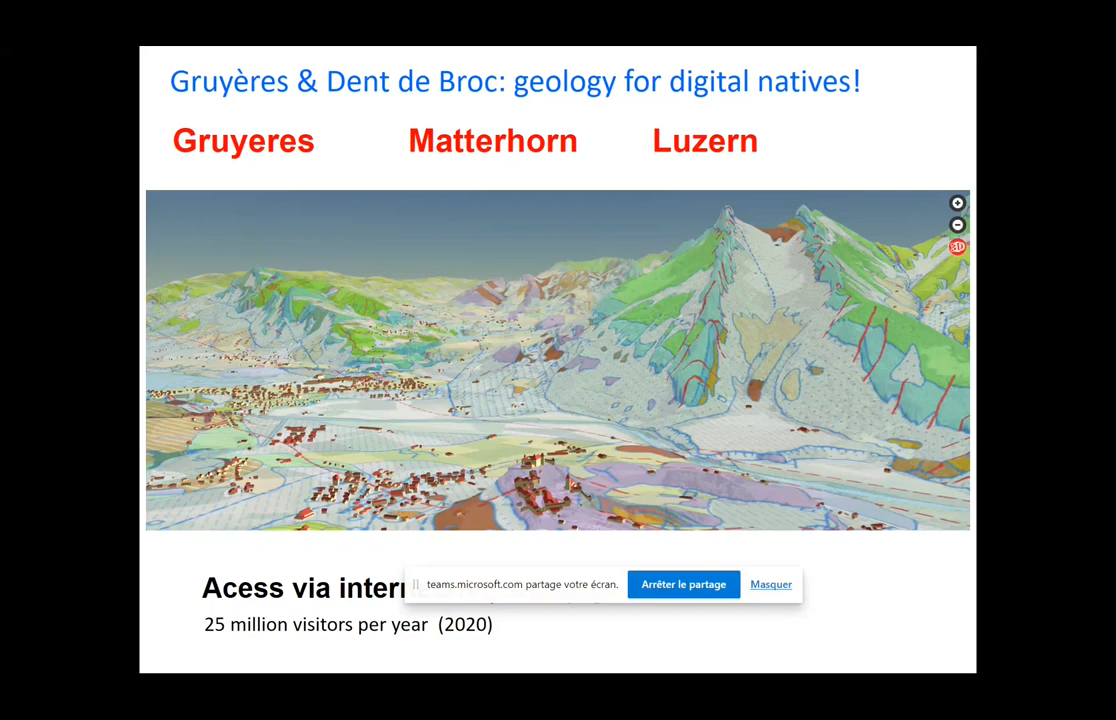 Gruyères & Dent de Broc: geology for digital natives!
Gruyeres Matterhorn Luzern
3D
Acess via
teams.microsoft.com partage votre écran. Arrêter le partage Masquer
25 million visitors per year (2020)